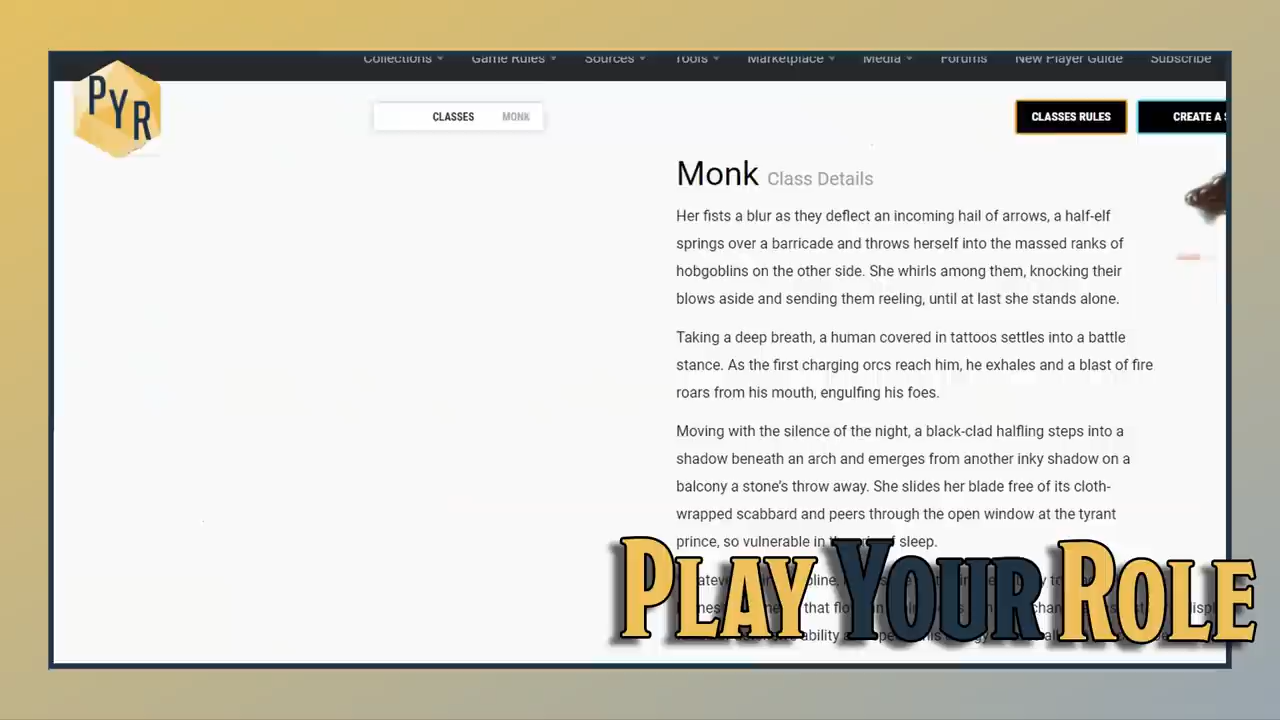 Collections Game Rules Sources Tools Marketplace Media Forums New Player Guide Subscribe
PYR
CLASSES MONK
CLASSES RULES
CREATE A
Monk Class Details
Her fists a blur as they deflect an incoming hail of arrows, a half-elf
springs over a barricade and throws herself into the massed ranks of
hobgoblins on the other side. She whirls among them, knocking their
blows aside and sending them reeling, until at last she stands alone.
Taking a deep breath, a human covered in tattoos settles into a battle
stance. As the first charging orcs reach him, he exhales and a blast of fire
roars from his mouth, engulfing his foes.
Moving with the silence of the night, a black-clad halfling steps into a
shadow beneath an arch and emerges from another inky shadow on a
balcony a stone's throw away. She slides her blade free of its cloth-
wrapped scabbard and peers through the open window at the tyrant
prince, so vulnerable in sleep.
that
ability
PLAY YOUR ROLE